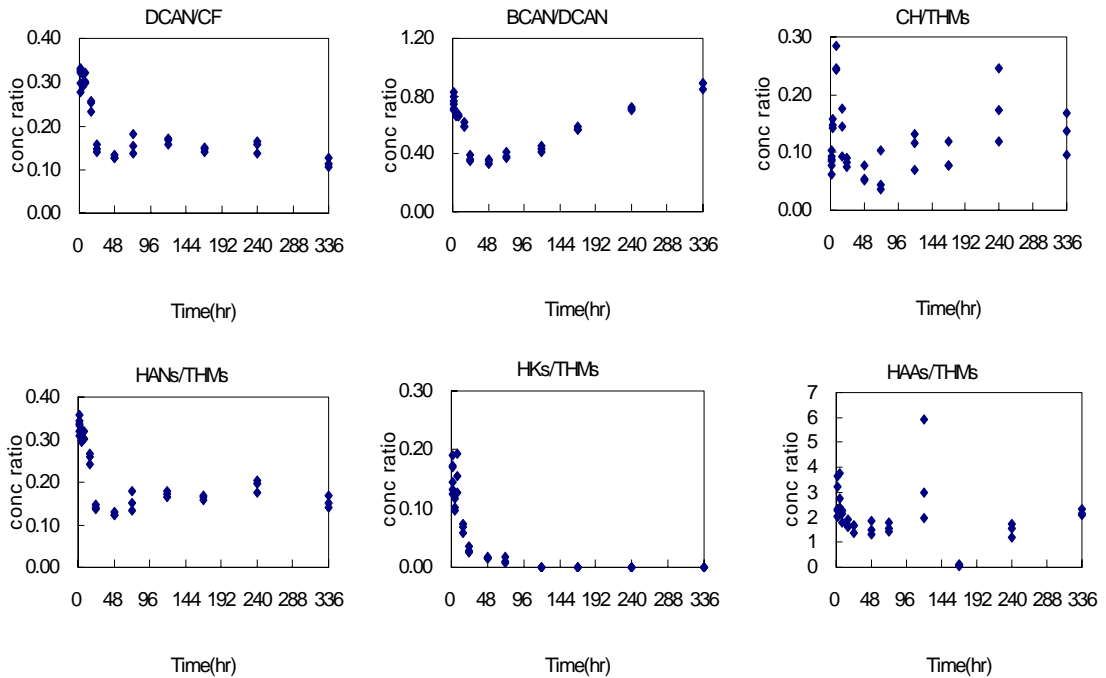 DCAN/CF
0.40
0.30
0.20
0.10
0.00
conc ratio
0 48 96 144 192 240 288 336
Time(hr)
BCAN/DCAN
1.20
0.80
0.40
0.00
conc ratio
0 48 96 144 192 240 288 336
Time(hr)
CH/THMs
0.30
0.20
0.10
0.00
conc ratio
0 48 96 144 192 240 288 336
Time(hr)
HANs/THMs
0.40
0.30
0.20
0.10
0.00
conc ratio
0 48 96 144 192 240 288 336
Time(hr)
HKs/THMs
0.30
0.20
0.10
0.00
conc ratio
0 48 96 144 192 240 288 336
Time(hr)
HAAs/THMs
7
6
5
4
3
2
1
0
conc ratio
0 48 96 144 192 240 288 336
Time(hr)